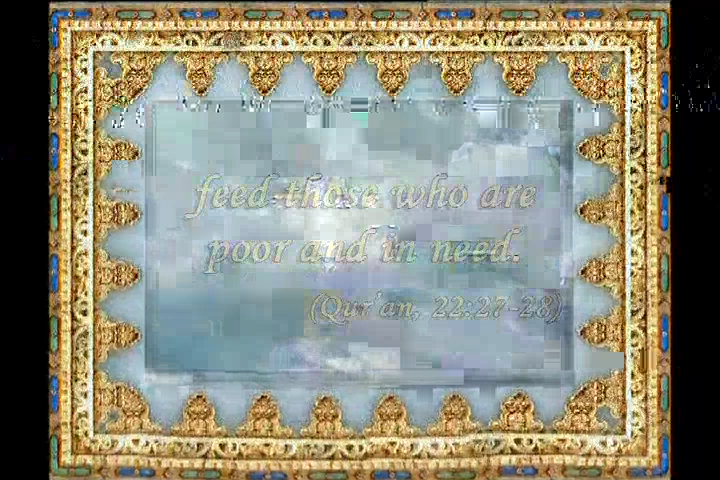 feed those who are
poor and in need.
(Qur'an, 22:27-28)